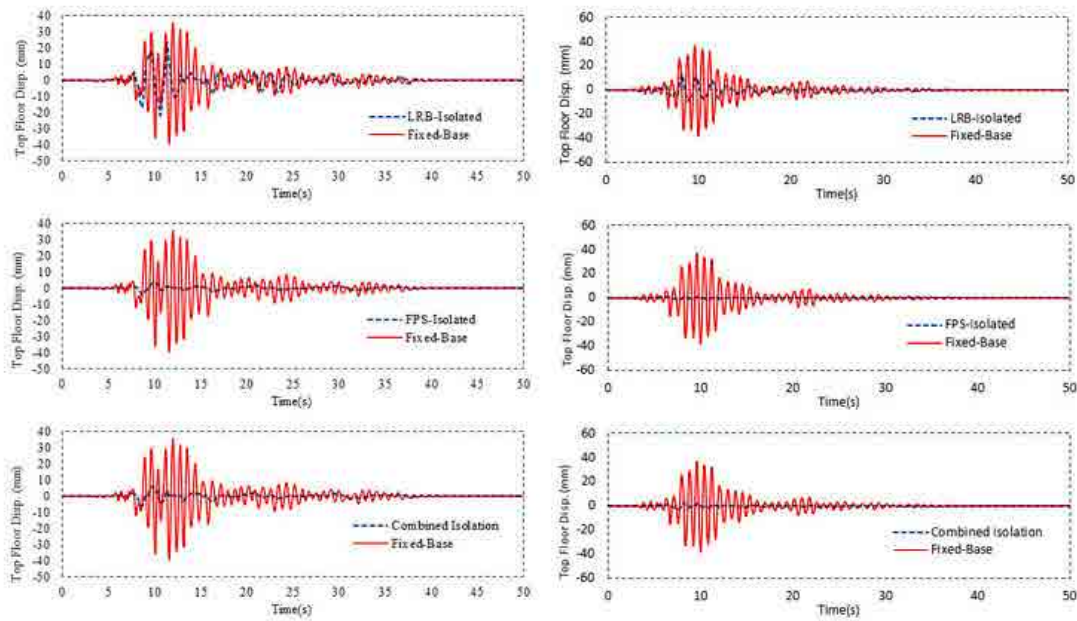 40
30
20
10
0
-10
-20
-30
-40
-50
Top Floor Disp. (mm)
LRB-Isolated
Fixed-Base
0 5 10 15 20 25 30 35 40 45 50
Time(s)
60
40
20
0
-20
-40
-60
Top Floor Disp. (mm)
LRB-Isolated
Fixed-Base
0 10 20 30 40 50
Time(s)
40
30
20
10
0
-10
-20
-30
-40
-50
Top Floor Disp. (mm)
FPS-Isolated
Fixed-Base
0 5 10 15 20 25 30 35 40 45 50
Time(s)
60
40
20
0
-20
-40
-60
Top Floor Disp. (mm)
FPS-Isolated
Fixed-Base
0 10 20 30 40 50
Time(s)
40
30
20
10
0
-10
-20
-30
-40
-50
Top Floor Disp. (mm)
Combined Isolation
Fixed-Base
0 5 10 15 20 25 30 35 40 45 50
Time(s)
60
40
20
0
-20
-40
-60
Top Floor Disp. (mm)
Combined isolation
Fixed-Base
0 10 20 30 40 50
Time(s)